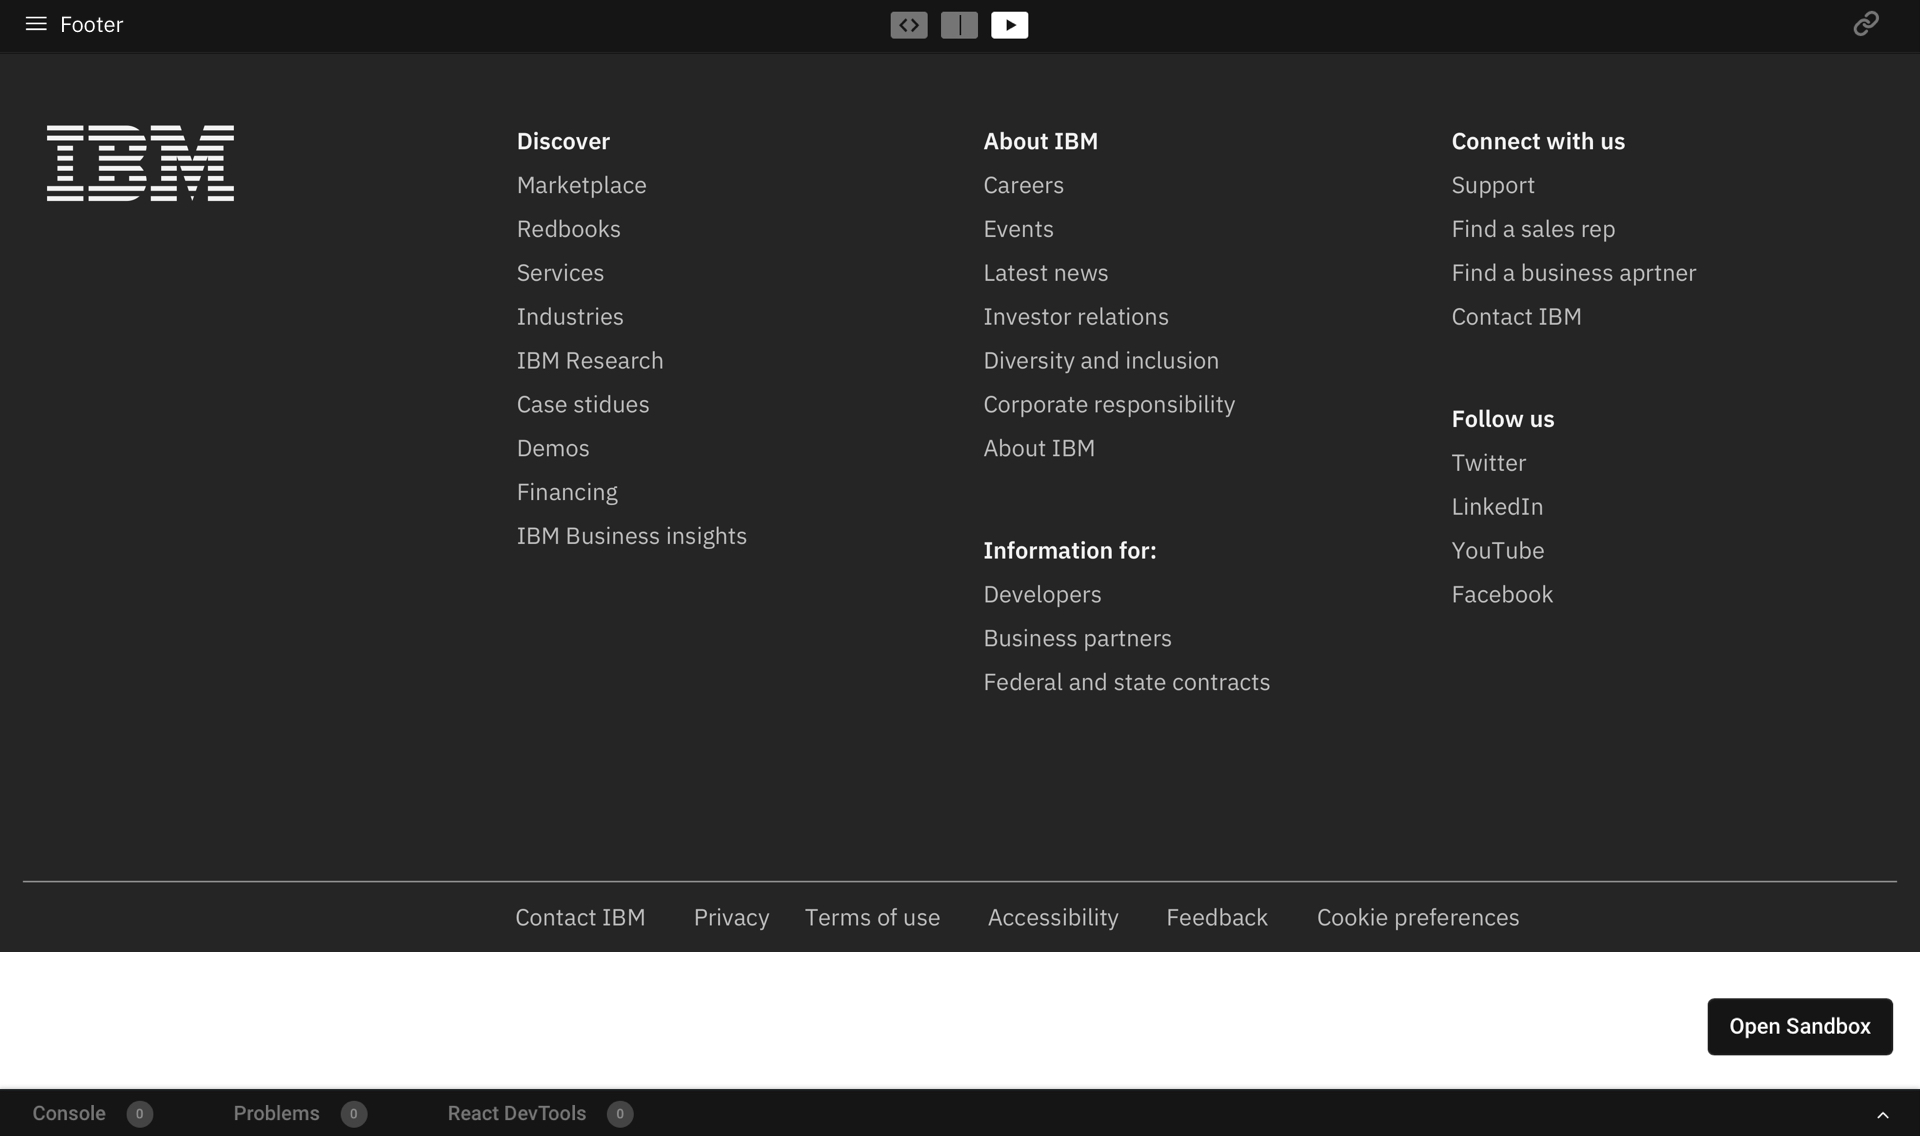 Footer
IBM
Discover
Marketplace
Redbooks
Services
Industries
IBM Research
Case stidues
Demos
Financing
IBM Business insights
About IBM
Careers
Events
Latest news
Investor relations
Diversity and inclusion
Corporate responsibility
About IBM
Information for:
Developers
Business partners
Federal and state contracts
Connect with us
Support
Find a sales rep
Find a business aprtner
Contact IBM
Follow us
Twitter
LinkedIn
YouTube
Facebook
Contact IBM Privacy Terms of use Accessibility Feedback Cookie preferences
Open Sandbox
Console 0 Problems 0 React DevTools 0